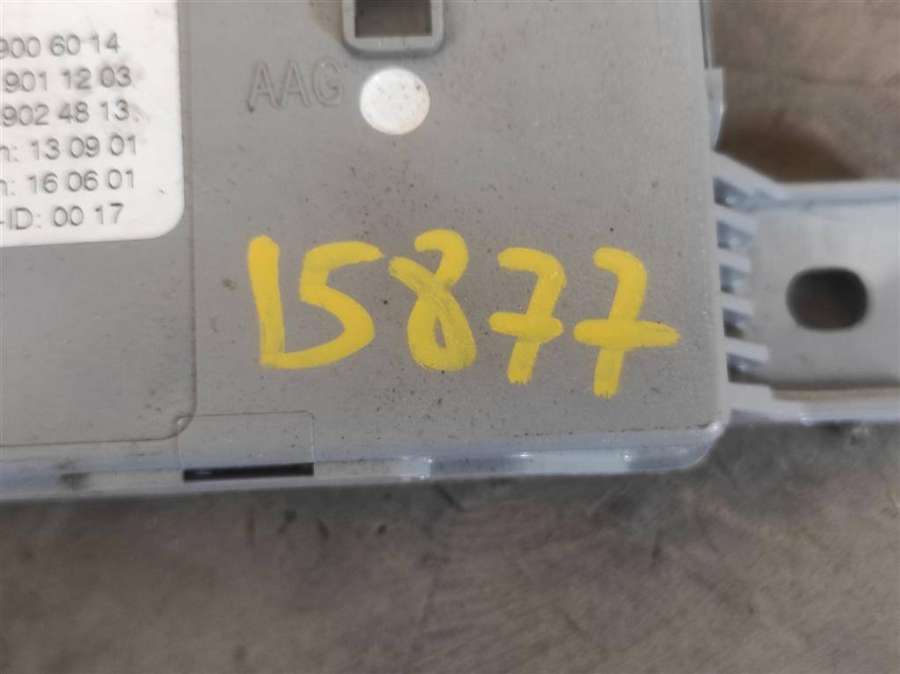 900 60 14
901 12 03
902 48 13
n: 13 09 01
n: 16 06 01
-ID: 00 17
AAG
15877